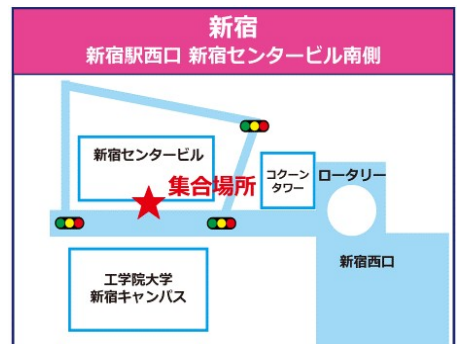 新宿
新宿駅西口 新宿センタービル南側
新宿センタービル
集合場所
コクーン
タワー
ロータリー
新宿西口
工学院大学
新宿キャンパス